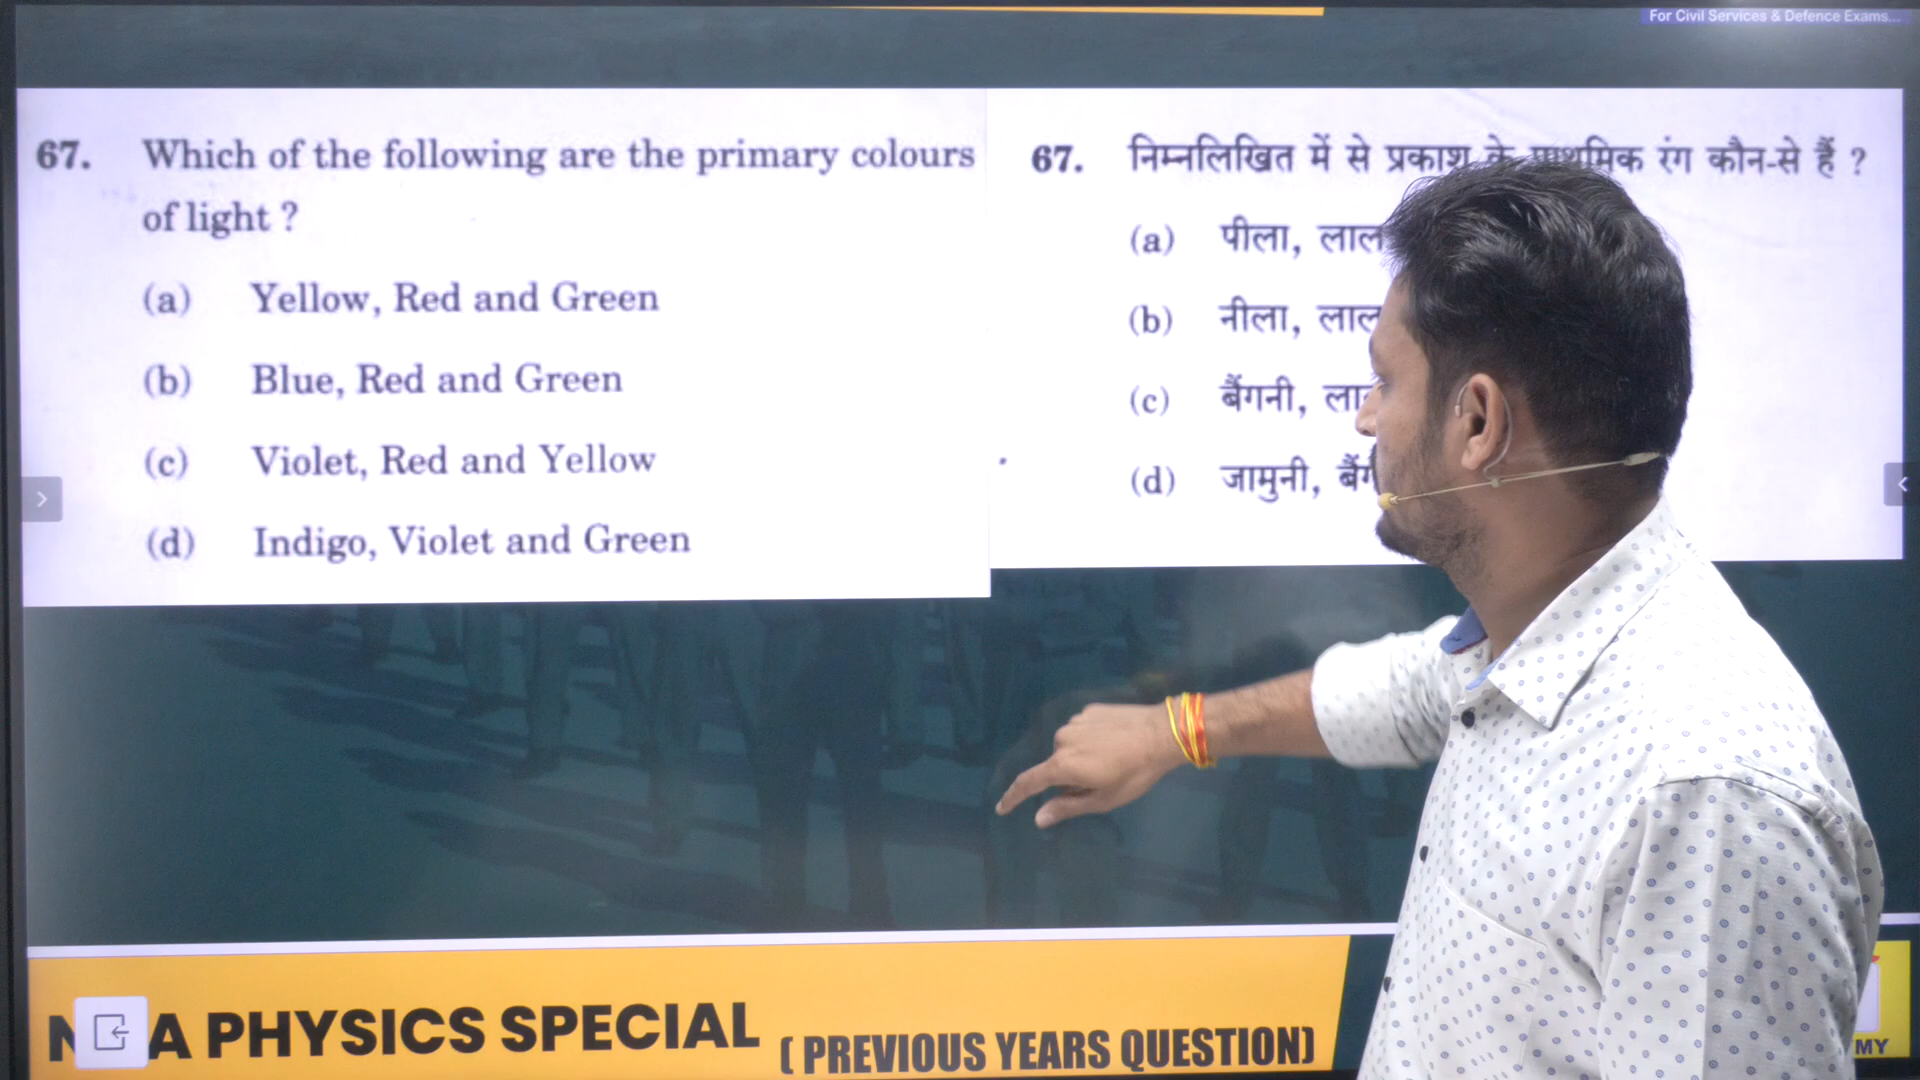 For Civil Services & Defence Exams...
67. Which of the following are the primary colours
of light ?
(a) Yellow, Red and Green
(b) Blue, Red and Green
(c) Violet, Red and Yellow
(d) Indigo, Violet and Green
67. निम्नलिखित में से प्रकाश के प्राथमिक रंग कौन-से हैं ?
(a) पीला, लाल
(b) नीला, लाल
(c) बैंगनी,
(d) जामुनी,
A PHYSICS SPECIAL ( PREVIOUS YEARS QUESTION)
MY